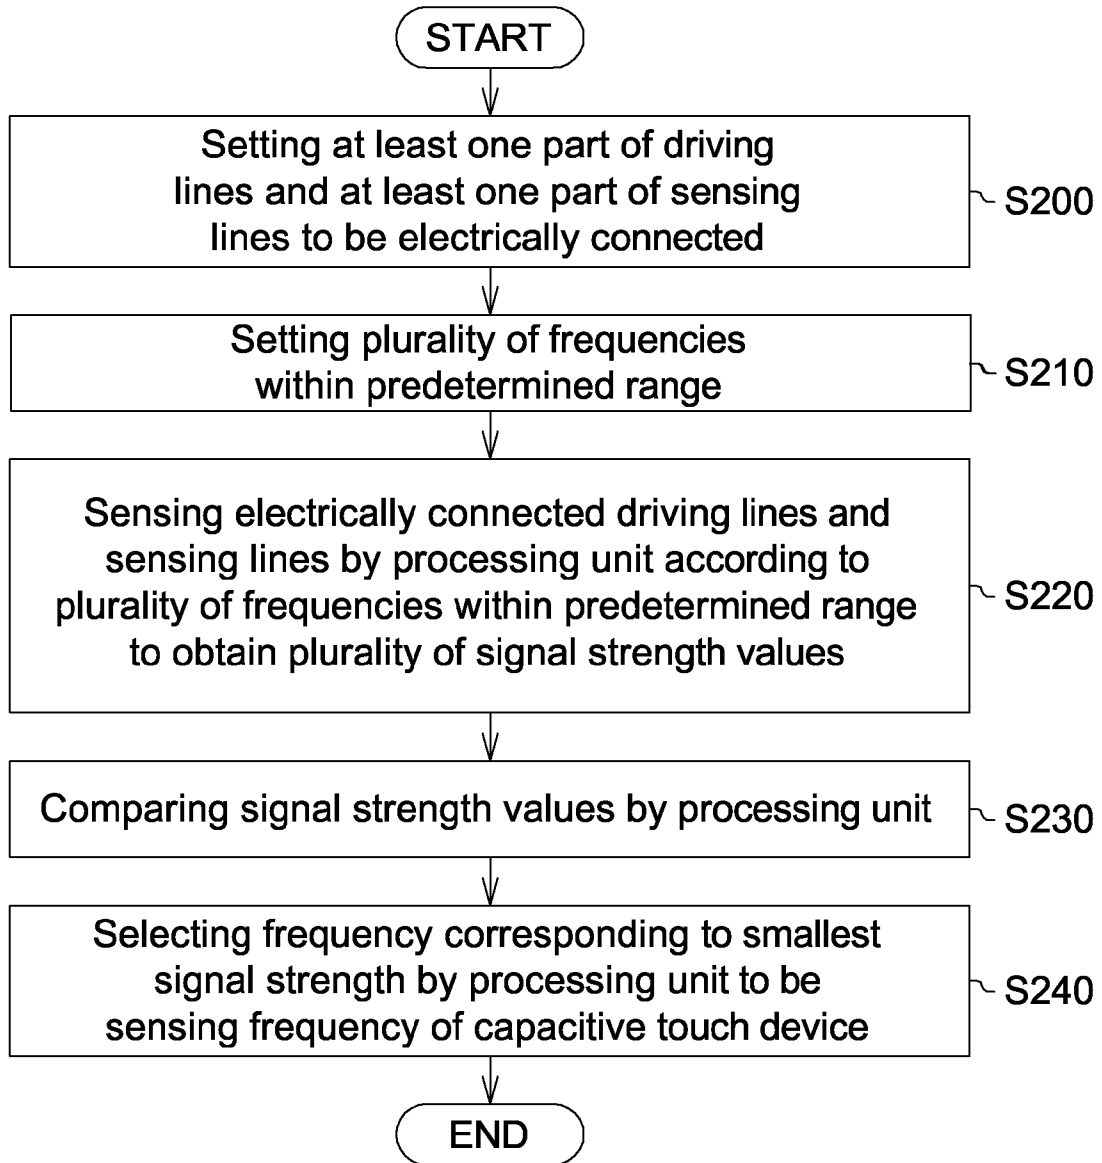 START
Setting at least one part of driving
lines and at least one part of sensing
lines to be electrically connected
S200
Setting plurality of frequencies
within predetermined range
S210
Sensing electrically connected driving lines and
sensing lines by processing unit according to
plurality of frequencies within predetermined range
to obtain plurality of signal strength values
S220
Comparing signal strength values by processing unit
S230
Selecting frequency corresponding to smallest
signal strength by processing unit to be
sensing frequency of capacitive touch device
S240
END